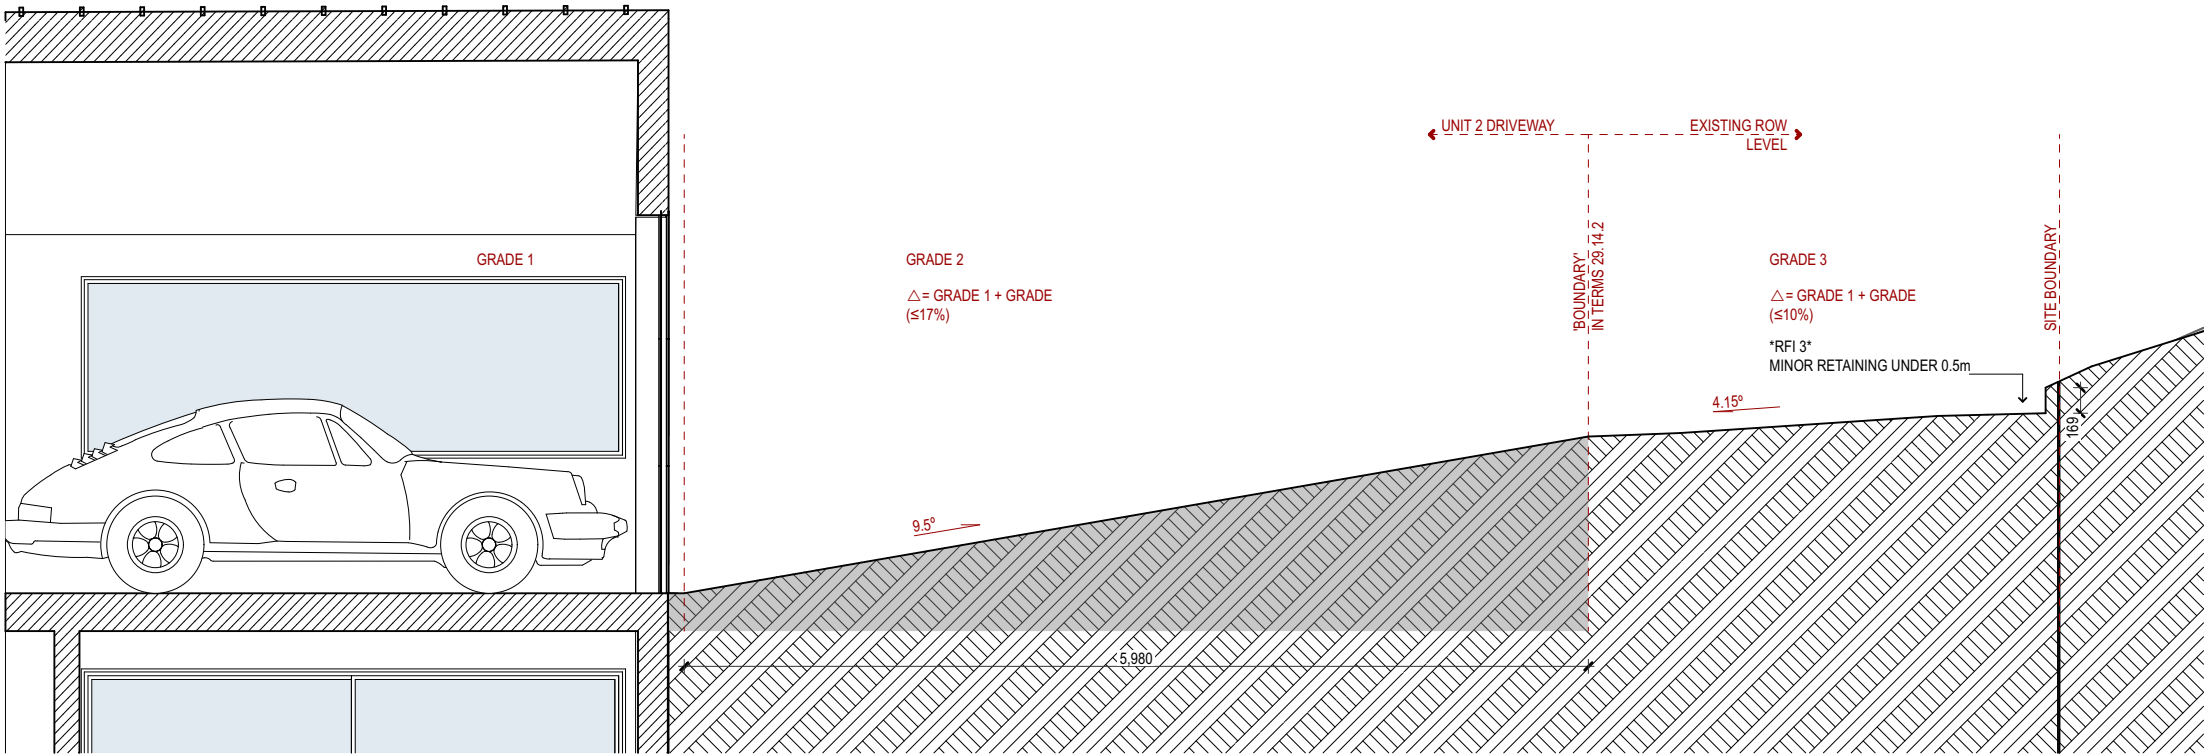 UNIT 2 DRIVEWAY
EXISTING ROW
LEVEL
GRADE 1
GRADE 2
△= GRADE 1 + GRADE
(≤17%)
'BOUNDARY'
IN TERMS 29.14.2
GRADE 3
△= GRADE 1 + GRADE
(≤10%)
*RFI 3*
MINOR RETAINING UNDER 0.5m
SITE BOUNDARY
4.15º
169
9.5º
5,980